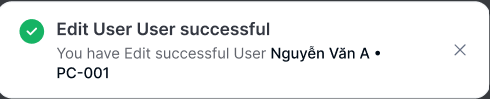 Edit User User successful
You have Edit successful User Nguyễn Văn A •
PC-001